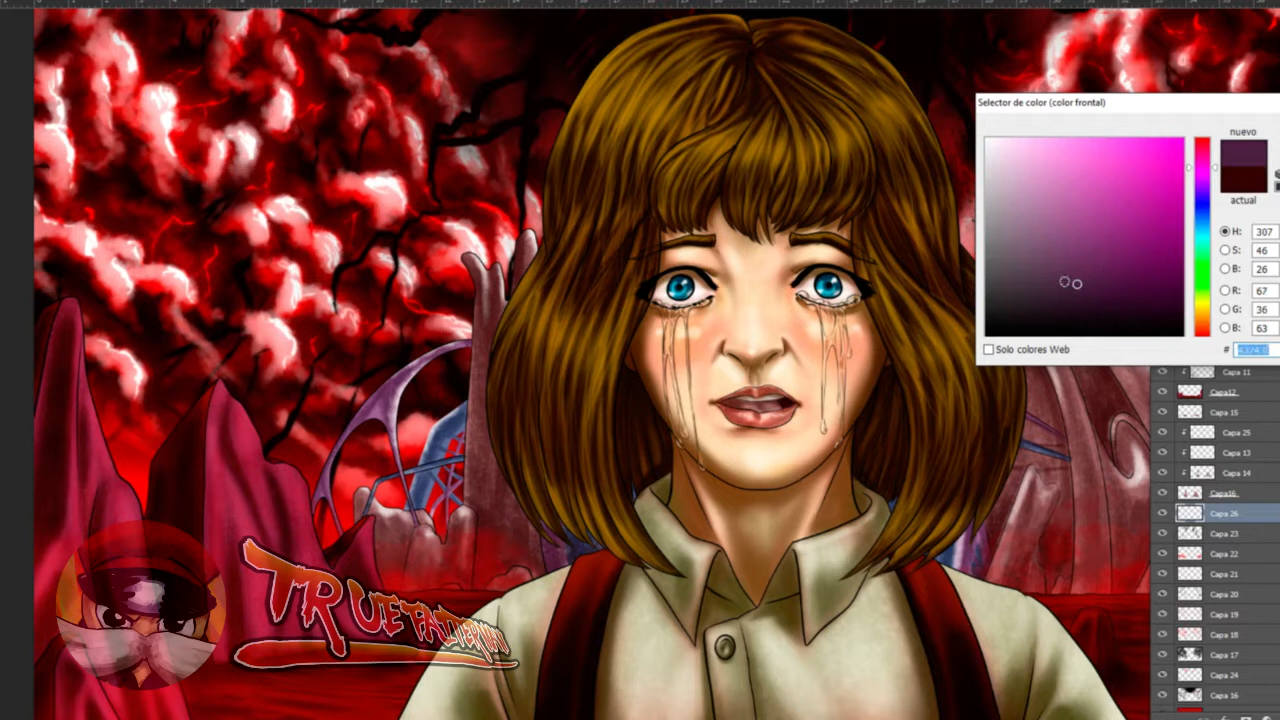 Selector de color (color frontal)
nuevo
actual
H: 307
S: 46
B: 26
R: 67
G: 36
B: 63
Solo colores Web
#
Capa 11
Capa12
Capa 15
Capa 25
Capa 13
Capa 14
Capa16
Capa 26
Capa 23
Capa 22
Capa 21
Capa 20
Capa 19
Capa 18
Capa 17
Capa 24
Capa 16